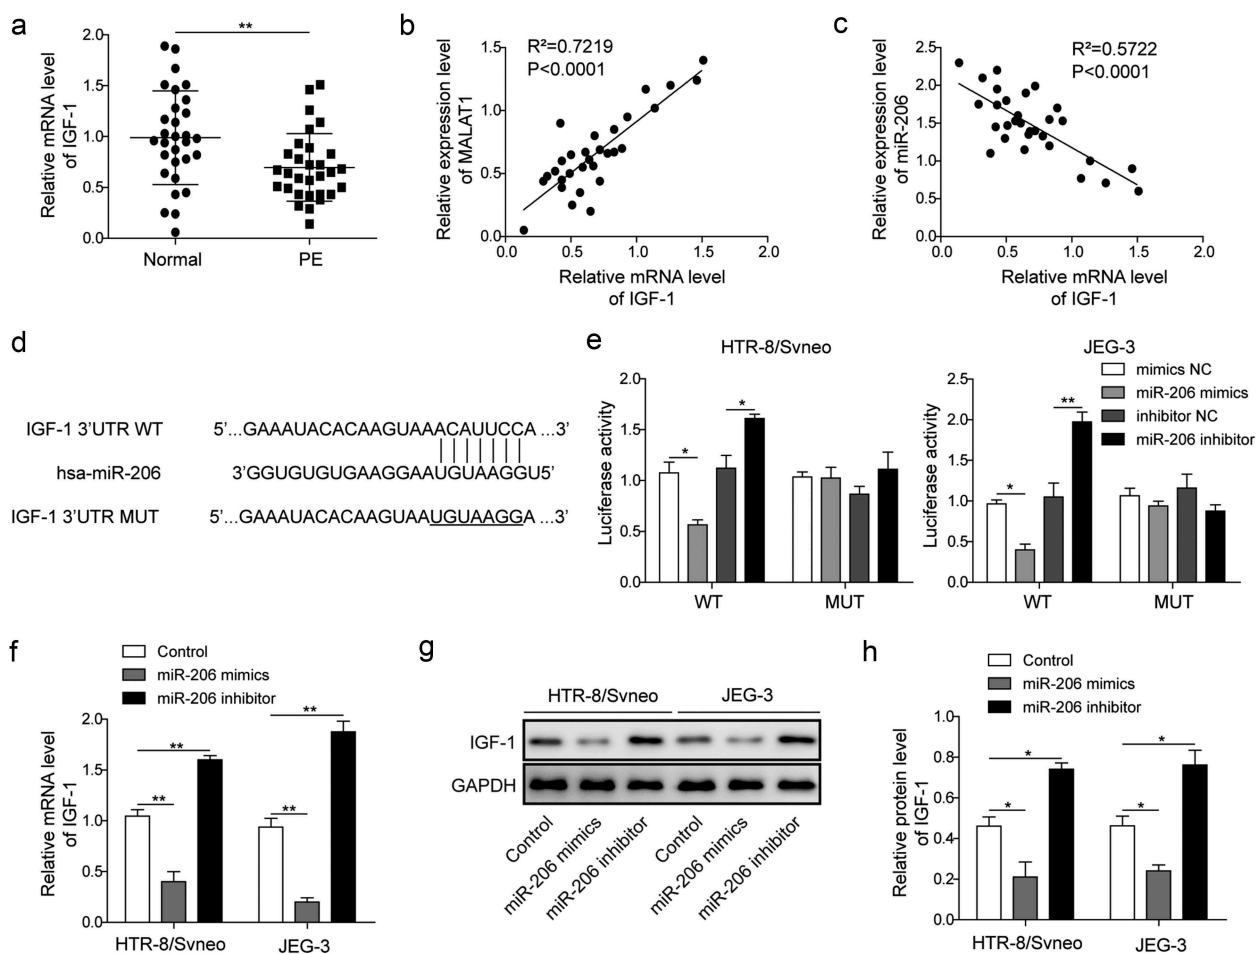 a
Relative mRNA level
of IGF-1
2.0
1.5
1.0
0.5
0.0
**
Normal
PE
b
Relative expression level
of MALAT1
1.5
1.0
0.5
0.0
R²=0.7219
P<0.0001
0.0
0.5
1.0
1.5
2.0
Relative mRNA level
of IGF-1
c
Relative expression level
of miR-206
2.5
2.0
1.5
1.0
0.5
0.0
R²=0.5722
P<0.0001
0.0
0.5
1.0
1.5
2.0
Relative mRNA level
of IGF-1
d
IGF-1 3'UTR WT 5'...GAAAUACACAAGUAAACAUUCCA ...3'
hsa-miR-206 3'GGUGUGUGAAGGAAUGUAAGGU5'
IGF-1 3'UTR MUT 5'...GAAAUACACAAGUAAUGUAAGGA ...3'
e
HTR-8/Svneo
Luciferase activity
2.0
1.5
1.0
0.5
0.0
*
*
WT
MUT
JEG-3
mimics NC
miR-206 mimics
inhibitor NC
miR-206 inhibitor
Luciferase activity
2.5
2.0
1.5
1.0
0.5
0.0
*
**
WT
MUT
f
Control
miR-206 mimics
miR-206 inhibitor
Relative mRNA level
of IGF-1
2.0
1.5
1.0
0.5
0.0
**
**
**
**
HTR-8/Svneo
JEG-3
g
HTR-8/Svneo
JEG-3
IGF-1
GAPDH
Control
miR-206 mimics
miR-206 inhibitor
Control
miR-206 mimics
miR-206 inhibitor
h
Control
miR-206 mimics
miR-206 inhibitor
Relative protein level
of IGF-1
1.0
0.8
0.6
0.4
0.2
0.0
*
*
*
*
HTR-8/Svneo
JEG-3